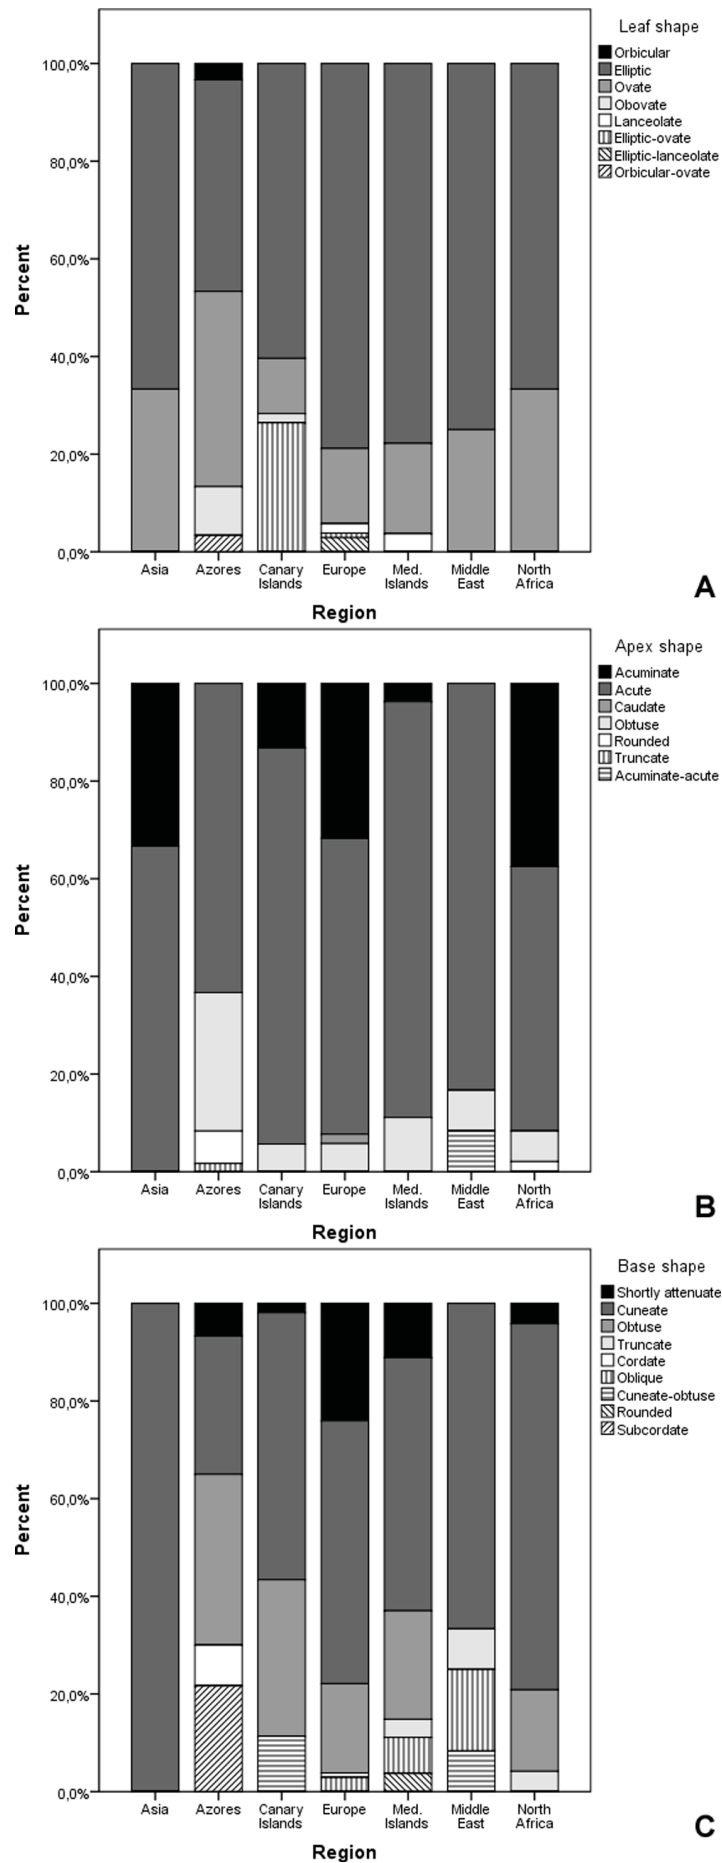 Leaf shape
Orbicular
Elliptic
Ovate
Obovate
Lanceolate
Elliptic-ovate
Elliptic-lanceolate
Orbicular-ovate
Percent
100,0%
80,0%
60,0%
40,0%
20,0%
0,0%
Asia Azores Canary Islands Europe Med. Islands Middle East North Africa
Region
A
Apex shape
Acuminate
Acute
Caudate
Obtuse
Rounded
Truncate
Acuminate-acute
Percent
100,0%
80,0%
60,0%
40,0%
20,0%
0,0%
Asia Azores Canary Islands Europe Med. Islands Middle East North Africa
Region
B
Base shape
Shortly attenuate
Cuneate
Obtuse
Truncate
Cordate
Oblique
Cuneate-obtuse
Rounded
Subcordate
Percent
100,0%
80,0%
60,0%
40,0%
20,0%
0,0%
Asia Azores Canary Islands Europe Med. Islands Middle East North Africa
Region
C